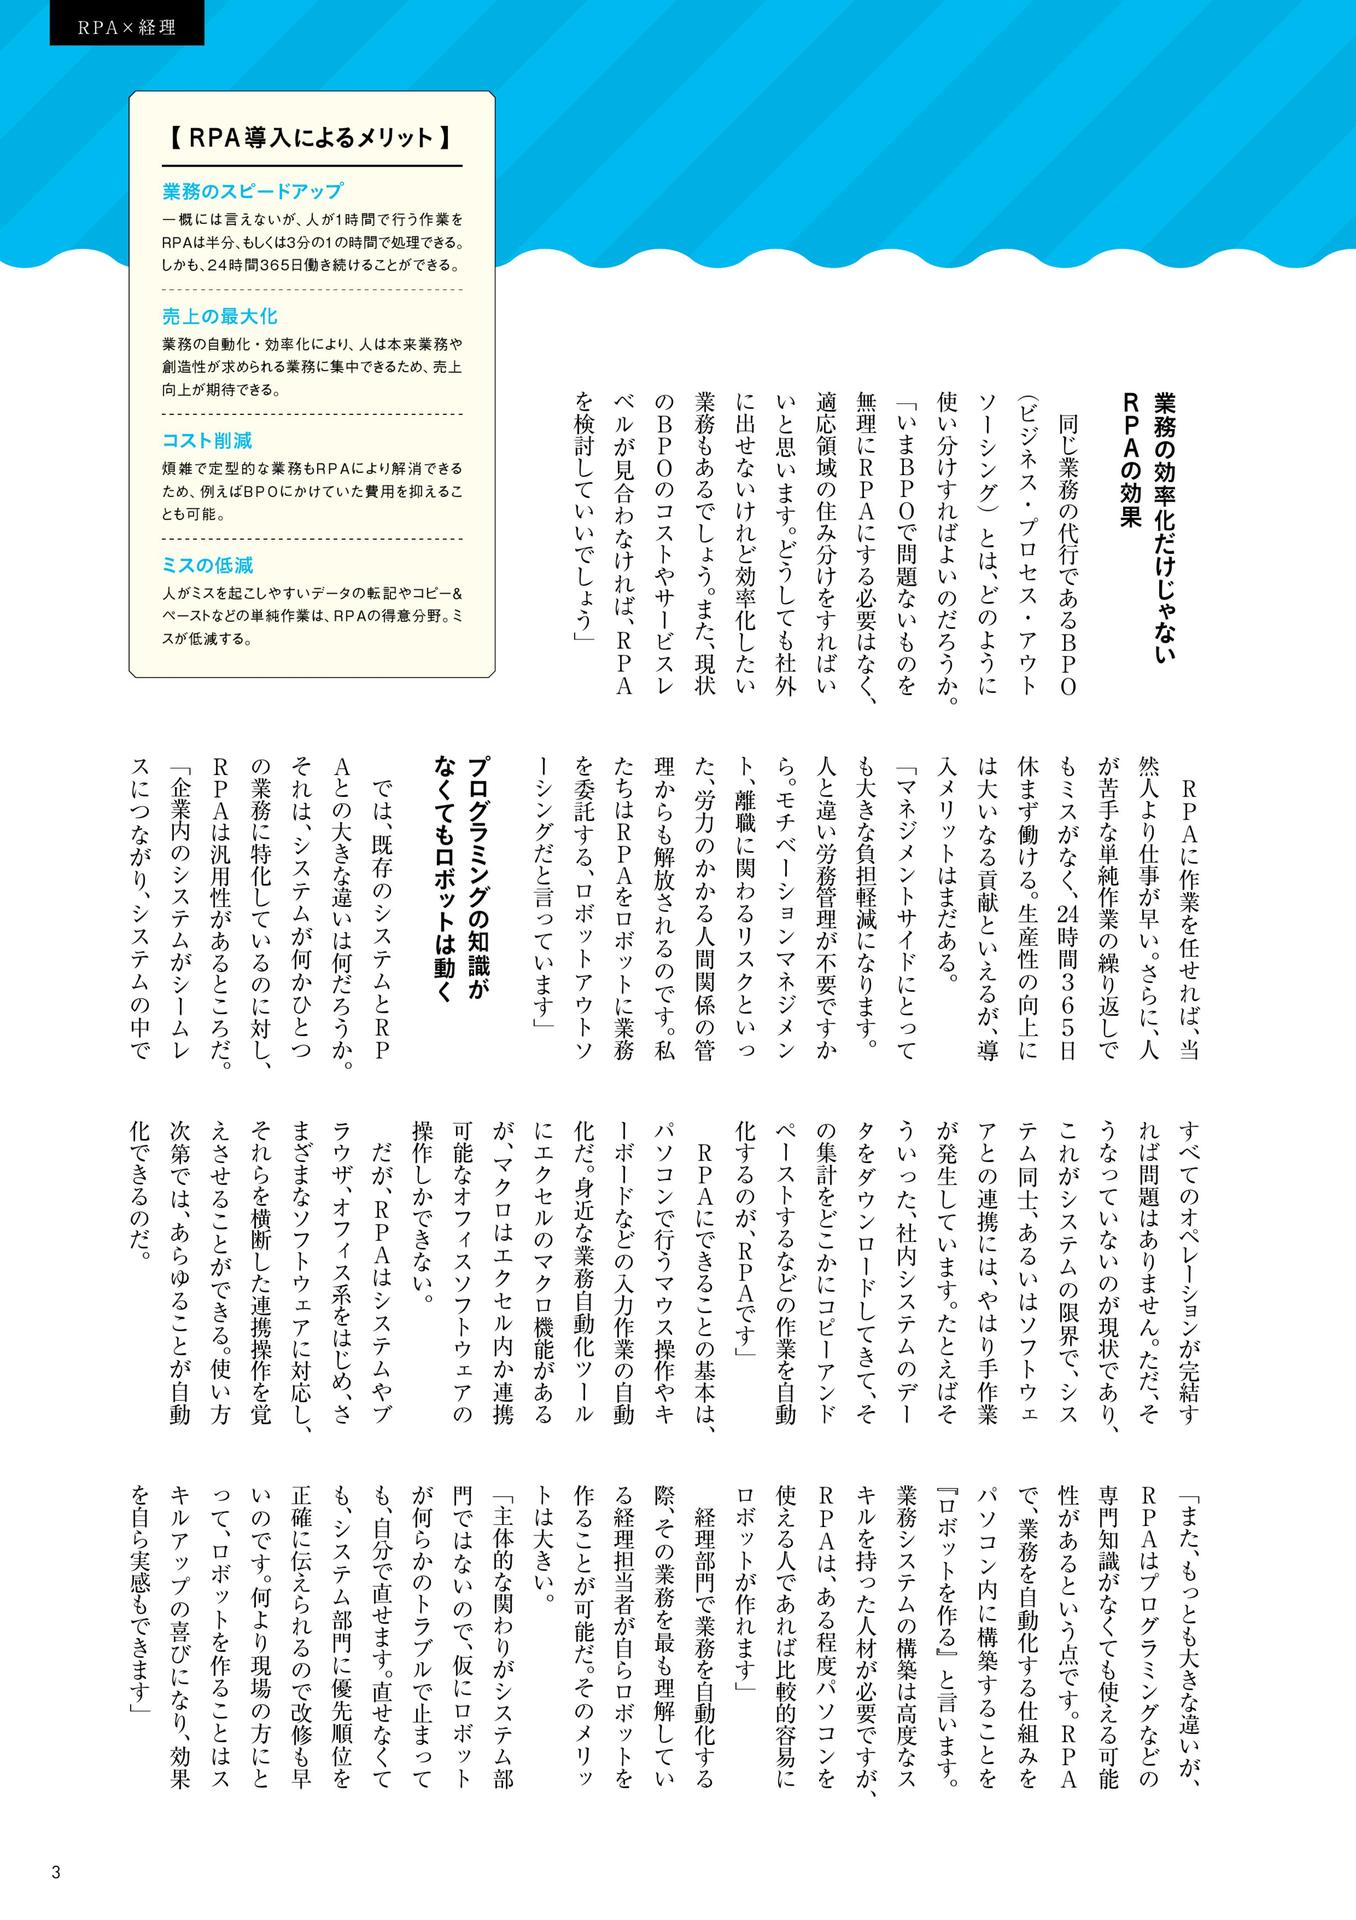 RPA×経理
【 RPA導入によるメリット 】
業務のスピードアップ
一概には言えないが、人が1時間で行う作業を
RPAは半分、もしくは3分の1の時間で処理できる。
しかも、24時間365日働き続けることができる。
売上の最大化
業務の自動化・効率化により、人は本来業務や
創造性が求められる業務に集中できるため、売上
向上が期待できる。
コスト削減
煩雑で定型的な業務もRPAにより解消できる
ため、例えばBPOにかけていた費用を抑えるこ
とも可能。
ミスの低減
人がミスを起こしやすいデータの転記やコピー&
ペーストなどの単純作業は、RPAの得意分野。ミ
スが低減する。
業務の効率化だけじゃない
RPAの効果
同じ業務の代行であるBPO
(ビジネス・プロセス・アウト
ソーシング)とは、どのように
使い分けすればよいのだろうか。
「いまBPOで問題ないものを
無理にRPAにする必要はなく、
適応領域の住み分けをすればい
いと思います。どうしても社外
に出せないけれど効率化したい
業務もあるでしょう。また、現状
のBPOのコストやサービスレ
ベルが見合わなければ、RPA
を検討していいでしょう」
RPAに作業を任せれば、当
然人より仕事が早い。さらに、人
が苦手な単純作業の繰り返しで
もミスがなく、24時間365日
休まず働ける。生産性の向上に
は大いなる貢献といえるが、導
入メリットはまだある。
「マネジメントサイドにとって
も大きな負担軽減になります。
人と違い労務管理が不要ですか
ら。モチベーションマネジメン
ト、離職に関わるリスクといっ
た、労力のかかる人間関係の管
理からも解放されるのです。私
たちはRPAをロボットに業務
を委託する、ロボットアウトソ
ーシングだと言っています」
プログラミングの知識が
なくてもロボットは動く
では、既存のシステムとRP
Aとの大きな違いは何だろうか。
それは、システムが何かひとつ
の業務に特化しているのに対し、
RPAは汎用性があるところだ。
「企業内のシステムがシームレ
スにつながり、システムの中で
すべてのオペレーションが完結す
れば問題はありません。ただ、そ
うなっていないのが現状であり、
これがシステムの限界で、シス
テム同士、あるいはソフトウェ
アとの連携には、やはり手作業
が発生しています。たとえばそ
ういった、社内システムのデー
タをダウンロードしてきて、そ
の集計をどこかにコピーアンド
ペーストするなどの作業を自動
化するのが、RPAです」
RPAにできることの基本は、
パソコンで行うマウス操作やキ
ーボードなどの入力作業の自動
化だ。身近な業務自動化ツール
にエクセルのマクロ機能がある
が、マクロはエクセル内か連携
可能なオフィスソフトウェアの
操作しかできない。
だが、RPAはシステムやブ
ラウザ、オフィス系をはじめ、さ
まざまなソフトウェアに対応し、
それらを横断した連携操作を覚
えさせることができる。使い方
次第では、あらゆることが自動
化できるのだ。
「また、もっとも大きな違いが、
RPAはプログラミングなどの
専門知識がなくても使える可能
性があるという点です。RPA
で、業務を自動化する仕組みを
パソコン内に構築することを
『ロボットを作る』と言います。
業務システムの構築は高度なス
キルを持った人材が必要ですが、
RPAは、ある程度パソコンを
使える人であれば比較的容易に
ロボットが作れます」
経理部門で業務を自動化する
際、その業務を最も理解してい
る経理担当者が自らロボットを
作ることが可能だ。そのメリッ
トは大きい。
「主体的な関わりがシステム部
門ではないので、仮にロボット
が何らかのトラブルで止まって
も、自分で直せます。直せなくて
も、システム部門に優先順位を
正確に伝えられるので改修も早
いのです。何より現場の方にと
って、ロボットを作ることはス
キルアップの喜びになり、効果
を自ら実感もできます」
3